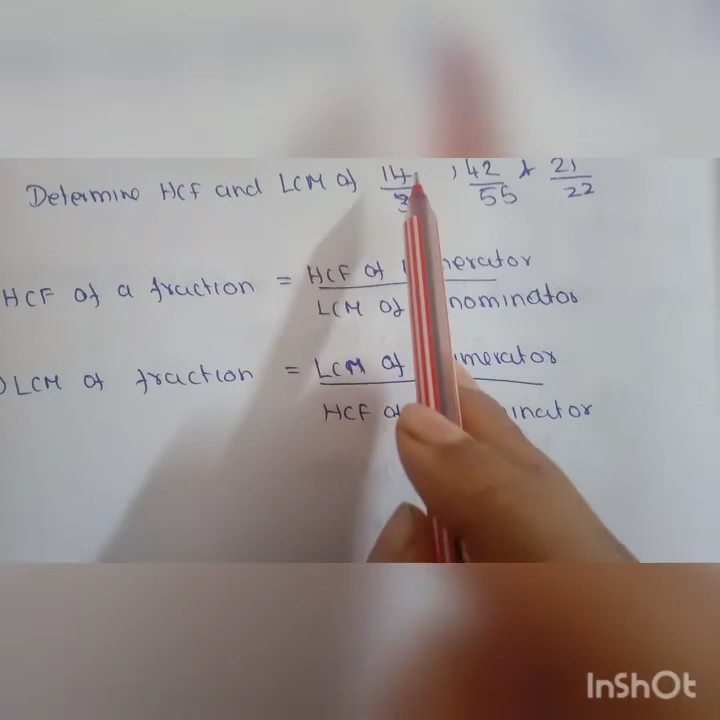 Determine HCF and LCM of 14 , 42 & 21
55 22
HCF of a fraction = HCF of
LCM of
) LCM of fraction = LCM of
HCF
InShOt